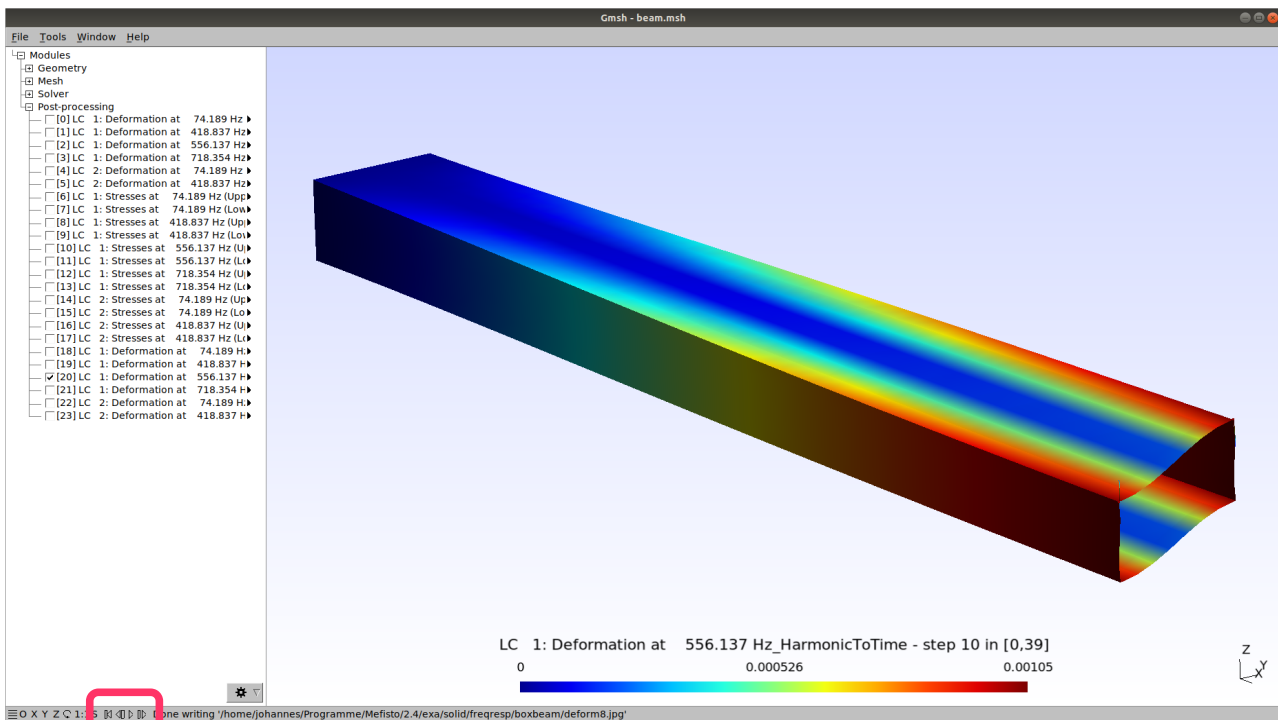 Gmsh - beam.msh
File Tools Window Help
Modules
Geometry
Mesh
Solver
Post-processing
[0] LC 1: Deformation at 74.189 Hz
[1] LC 1: Deformation at 418.837 Hz
[2] LC 1: Deformation at 556.137 Hz
[3] LC 1: Deformation at 718.354 Hz
[4] LC 2: Deformation at 74.189 Hz
[5] LC 2: Deformation at 418.837 Hz
[6] LC 1: Stresses at 74.189 Hz (Upp
[7] LC 1: Stresses at 74.189 Hz (Low
[8] LC 1: Stresses at 418.837 Hz (Up
[9] LC 1: Stresses at 418.837 Hz (Lov
[10] LC 1: Stresses at 556.137 Hz (U
[11] LC 1: Stresses at 556.137 Hz (Lo
[12] LC 1: Stresses at 718.354 Hz (U
[13] LC 1: Stresses at 718.354 Hz (Lo
[14] LC 2: Stresses at 74.189 Hz (Up
[15] LC 2: Stresses at 74.189 Hz (Lo
[16] LC 2: Stresses at 418.837 Hz (U
[17] LC 2: Stresses at 418.837 Hz (Lo
[18] LC 1: Deformation at 74.189 H
[19] LC 1: Deformation at 418.837 H
[20] LC 1: Deformation at 556.137 H
[21] LC 1: Deformation at 718.354 H
[22] LC 2: Deformation at 74.189 H
[23] LC 2: Deformation at 418.837 H
LC 1: Deformation at 556.137 Hz_HarmonicToTime - step 10 in [0,39]
0 0.000526 0.00105
Z
Y
X
O X Y Z writing '/home/johannes/Programme/Mefisto/2.4/exa/solid/freqresp/boxbeam/deform8.jpg'